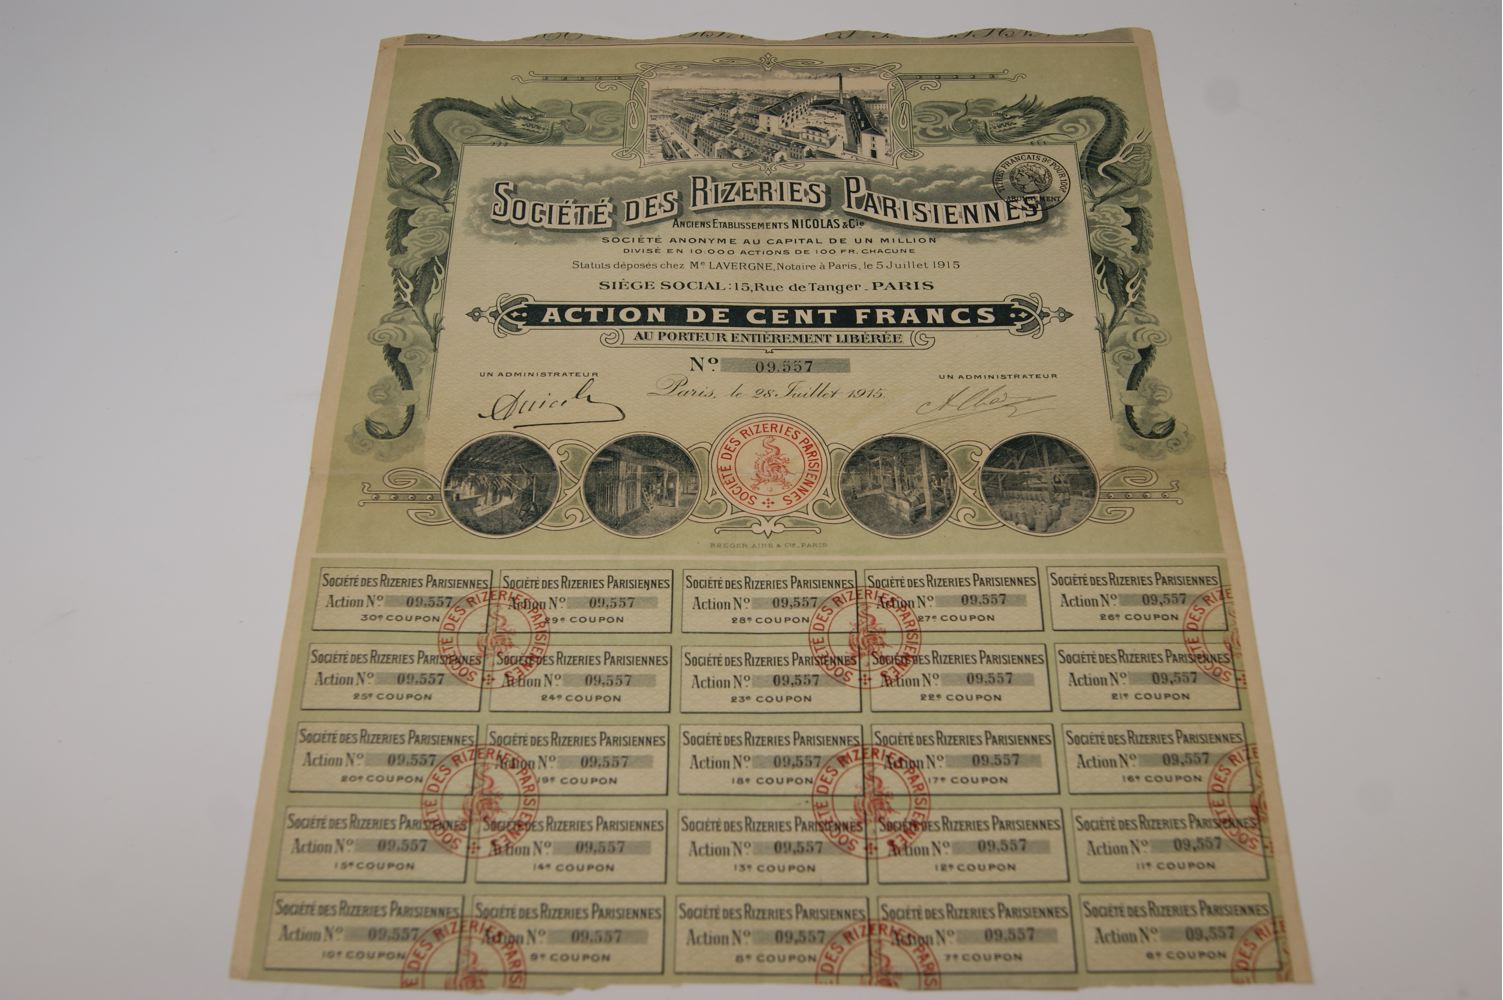 TITRES FRANÇAIS
ABONNEMENT
SOCIÉTÉ DES RIZERIES PARISIENNES
ANCIENS ETABLISSEMENTS NICOLAS & Cie
SOCIÉTÉ ANONYME AU CAPITAL DE UN MILLION
DIVISÉ EN 10.000 ACTIONS DE 100 FR. CHACUNE
Statuts déposés chez Me LAVERGNE, Notaire à Paris, le 5 Juillet 1915
SIÈGE SOCIAL: 15, Rue de Tanger - PARIS
ACTION DE CENT FRANCS
AU PORTEUR ENTIÈREMENT LIBÉRÉE
No 09.557
UN ADMINISTRATEUR UN ADMINISTRATEUR
Paris, le 28 Juillet 1915.
SOCIÉTÉ DES RIZERIES PARISIENNES
BREGER AINE & Cie, PARIS
SOCIÉTÉ DES RIZERIES PARISIENNES SOCIÉTÉ DES RIZERIES PARISIENNES SOCIÉTÉ DES RIZERIES PARISIENNES SOCIÉTÉ DES RIZERIES PARISIENNES SOCIÉTÉ DES RIZERIES PARISIENNES
Action No 09,557 Action No 09,557 Action No 09,557 Action No 09.557 Action No 09,557
30e COUPON 29e COUPON 28e COUPON 27e COUPON 26e COUPON
SOCIÉTÉ DES RIZERIES PARISIENNES SOCIÉTÉ DES RIZERIES PARISIENNES SOCIÉTÉ DES RIZERIES PARISIENNES SOCIÉTÉ DES RIZERIES PARISIENNES SOCIÉTÉ DES RIZERIES PARISIENNES
Action No 09.557 Action No 09.557 Action No 09.557 Action No 09.557 Action No 09,557
25e COUPON 24e COUPON 23e COUPON 22e COUPON 21e COUPON
SOCIÉTÉ DES RIZERIES PARISIENNES SOCIÉTÉ DES RIZERIES PARISIENNES SOCIÉTÉ DES RIZERIES PARISIENNES SOCIÉTÉ DES RIZERIES PARISIENNES SOCIÉTÉ DES RIZERIES PARISIENNES
Action No 09.557 Action No 09.557 Action No 09.557 Action No 09.557 Action No 09,557
20e COUPON 19e COUPON 18e COUPON 17e COUPON 16e COUPON
SOCIÉTÉ DES RIZERIES PARISIENNES SOCIÉTÉ DES RIZERIES PARISIENNES SOCIÉTÉ DES RIZERIES PARISIENNES SOCIÉTÉ DES RIZERIES PARISIENNES SOCIÉTÉ DES RIZERIES PARISIENNES
Action No 09.557 Action No 09.557 Action No 09,557 Action No 09.557 Action No 09,557
15e COUPON 14e COUPON 13e COUPON 12e COUPON 11e COUPON
SOCIÉTÉ DES RIZERIES PARISIENNES SOCIÉTÉ DES RIZERIES PARISIENNES SOCIÉTÉ DES RIZERIES PARISIENNES SOCIÉTÉ DES RIZERIES PARISIENNES SOCIÉTÉ DES RIZERIES PARISIENNES
Action No 09,557 Action No 09,557 Action No 09,557 Action No 09.557 Action No 09,557
10e COUPON 9e COUPON 8e COUPON 7e COUPON 6e COUPON